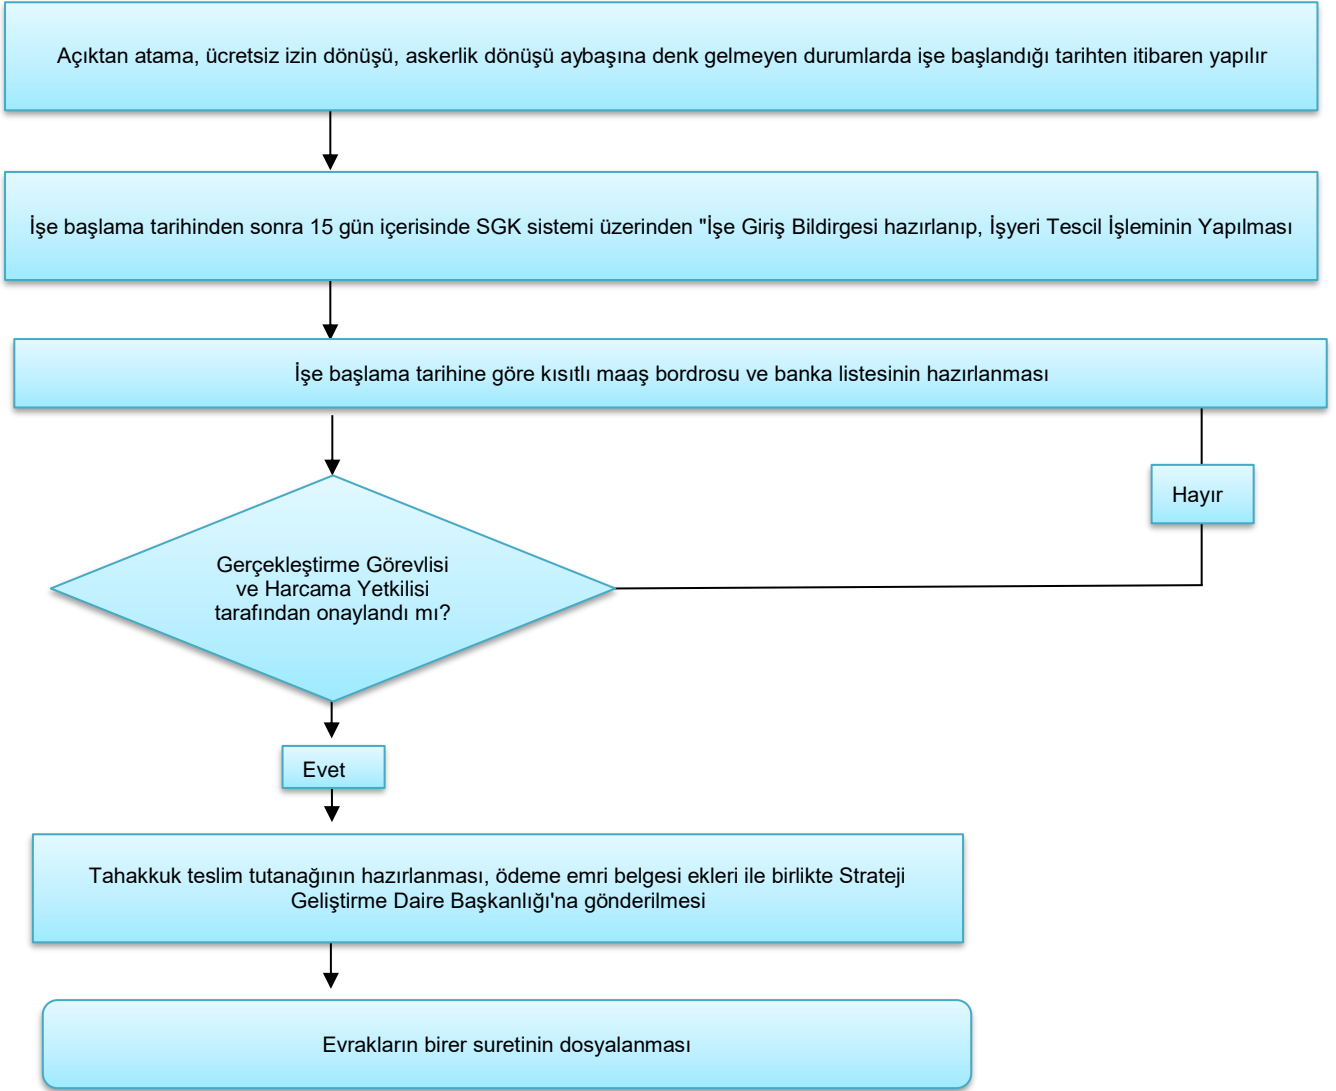 Açıktan atama, ücretsiz izin dönüşü, askerlik dönüşü aybaşına denk gelmeyen durumlarda işe başlandığı tarihten itibaren yapılır
İşe başlama tarihinden sonra 15 gün içerisinde SGK sistemi üzerinden "İşe Giriş Bildirgesi hazırlanıp, İşyeri Tescil İşleminin Yapılması
İşe başlama tarihine göre kısıtlı maaş bordrosu ve banka listesinin hazırlanması
Hayır
Gerçekleştirme Görevlisi
ve Harcama Yetkilisi
tarafından onaylandı mı?
Evet
Tahakkuk teslim tutanağının hazırlanması, ödeme emri belgesi ekleri ile birlikte Strateji
Geliştirme Daire Başkanlığı'na gönderilmesi
Evrakların birer suretinin dosyalanması